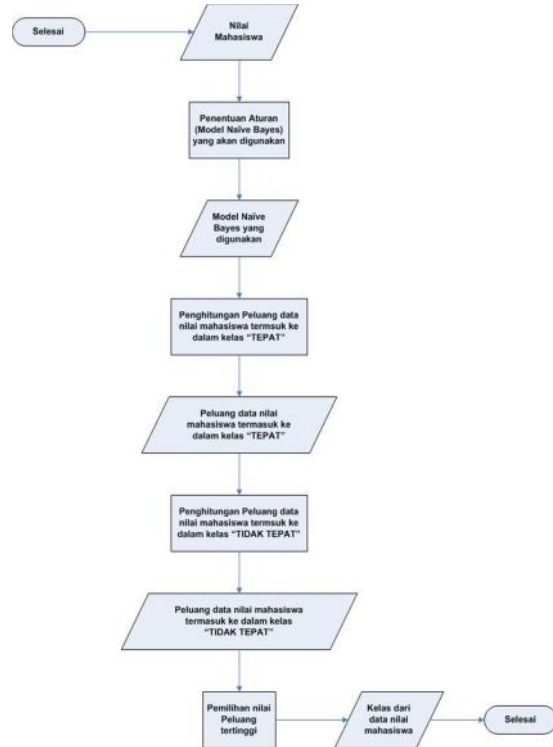 Selesai
Nilai
Mahasiswa
Penentuan Aturan
(Model Naïve Bayes)
yang akan digunakan
Model Naïve
Bayes yang
digunakan
Penghitungan Peluang data
nilai mahasiswa termsuk ke
dalam kelas “TEPAT”
Peluang data nilai
mahasiswa termasuk ke
dalam kelas “TEPAT”
Penghitungan Peluang data
nilai mahasiswa termsuk ke
dalam kelas “TIDAK TEPAT”
Peluang data nilai mahasiswa
termasuk ke dalam kelas
“TIDAK TEPAT”
Pemilihan nilai
Peluang
tertinggi
Kelas dari
data nilai
mahasiswa
Selesai